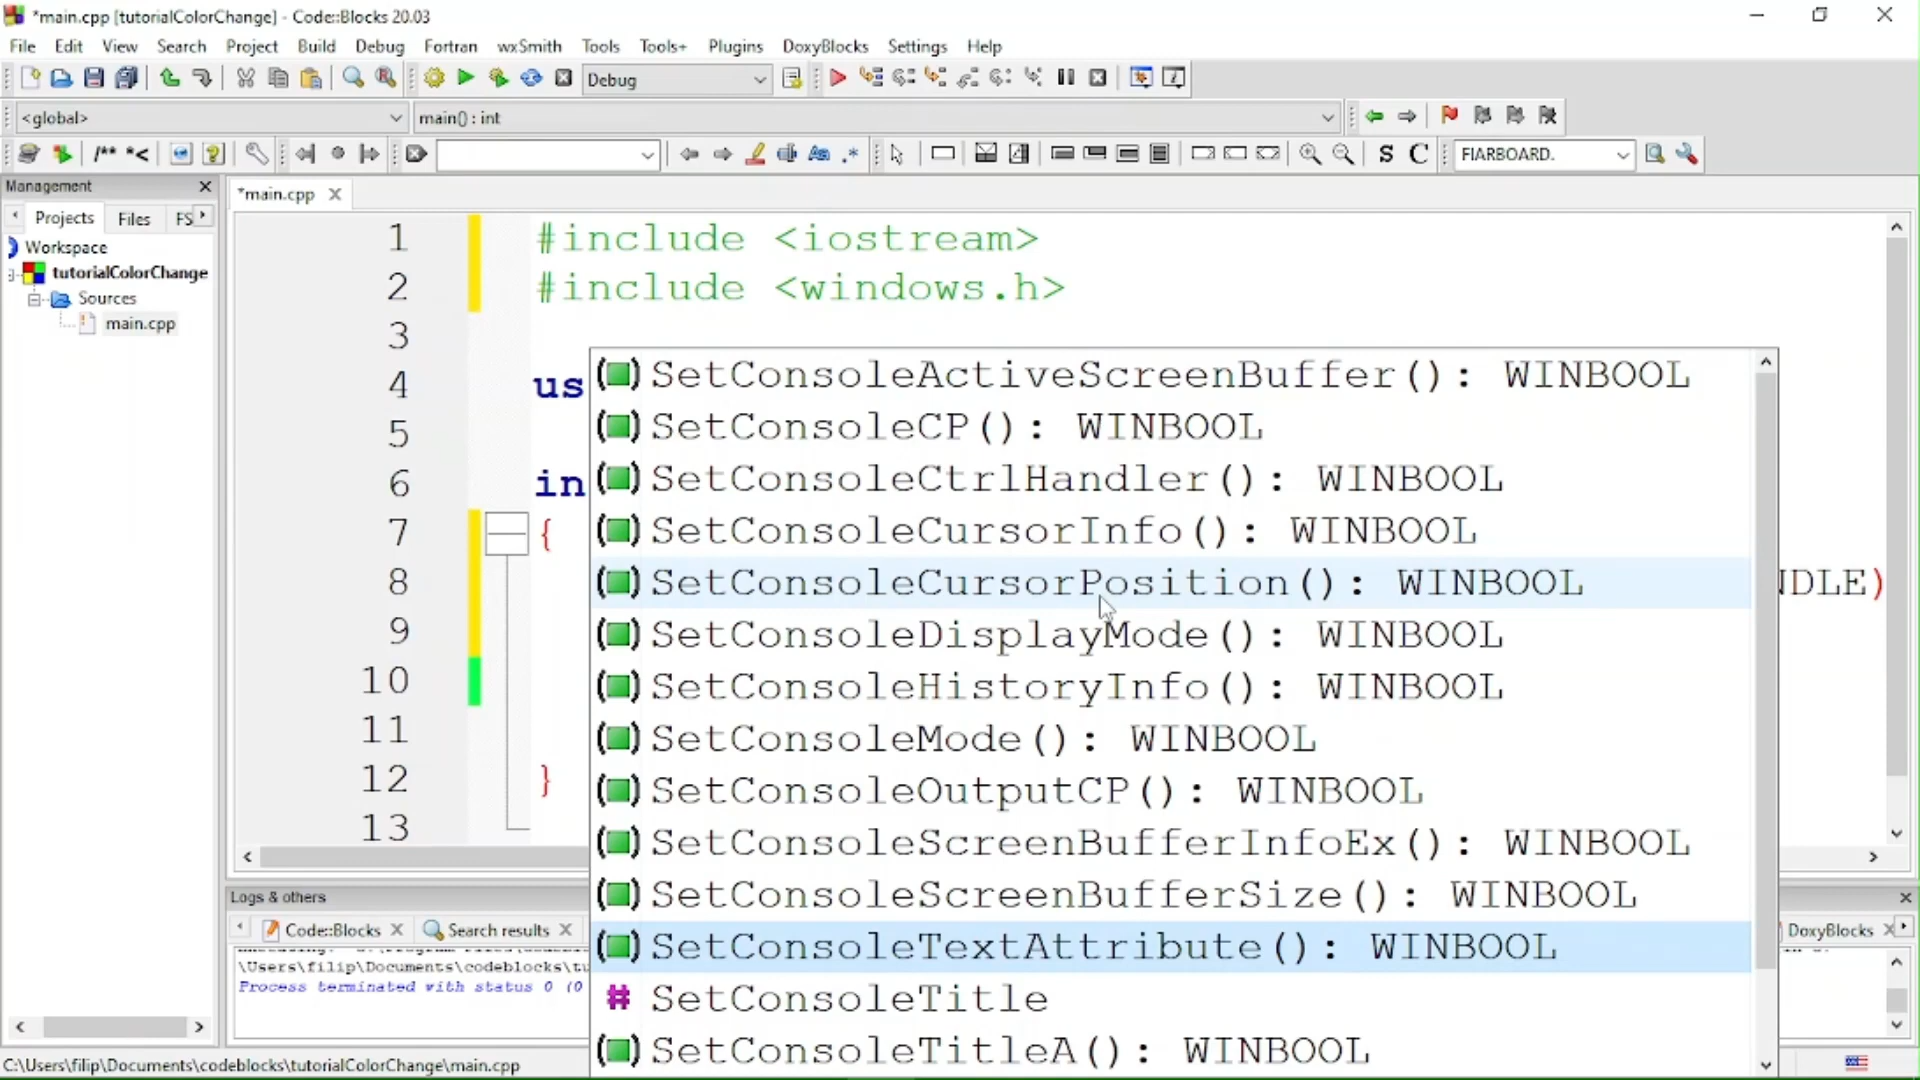 *main.cpp [tutorialColorChange] - Code::Blocks 20.03
File Edit View Search Project Build Debug Fortran wxSmith Tools Tools+ Plugins DoxyBlocks Settings Help
Debug
<global> main() : int
/** *< Aa .* S C FIARBOARD.
Management
*main.cpp
Projects Files FS
Workspace
tutorialColorChange
Sources
main.cpp
1 #include <iostream>
2 #include <windows.h>
3
4 us
5
6 in
7 {
8 NDLE)
9
10
11
12 }
13
SetConsoleActiveScreenBuffer(): WINBOOL
SetConsoleCP(): WINBOOL
SetConsoleCtrlHandler(): WINBOOL
SetConsoleCursorInfo(): WINBOOL
SetConsoleCursorPosition(): WINBOOL
SetConsoleDisplayMode(): WINBOOL
SetConsoleHistoryInfo(): WINBOOL
SetConsoleMode(): WINBOOL
SetConsoleOutputCP(): WINBOOL
SetConsoleScreenBufferInfoEx(): WINBOOL
SetConsoleScreenBufferSize(): WINBOOL
SetConsoleTextAttribute(): WINBOOL
# SetConsoleTitle
SetConsoleTitleA(): WINBOOL
Logs & others
Code::Blocks Search results DoxyBlocks
\Users\filip\Documents\codeblocks\tu
Process terminated with status 0 (0
C:\Users\filip\Documents\codeblocks\tutorialColorChange\main.cpp